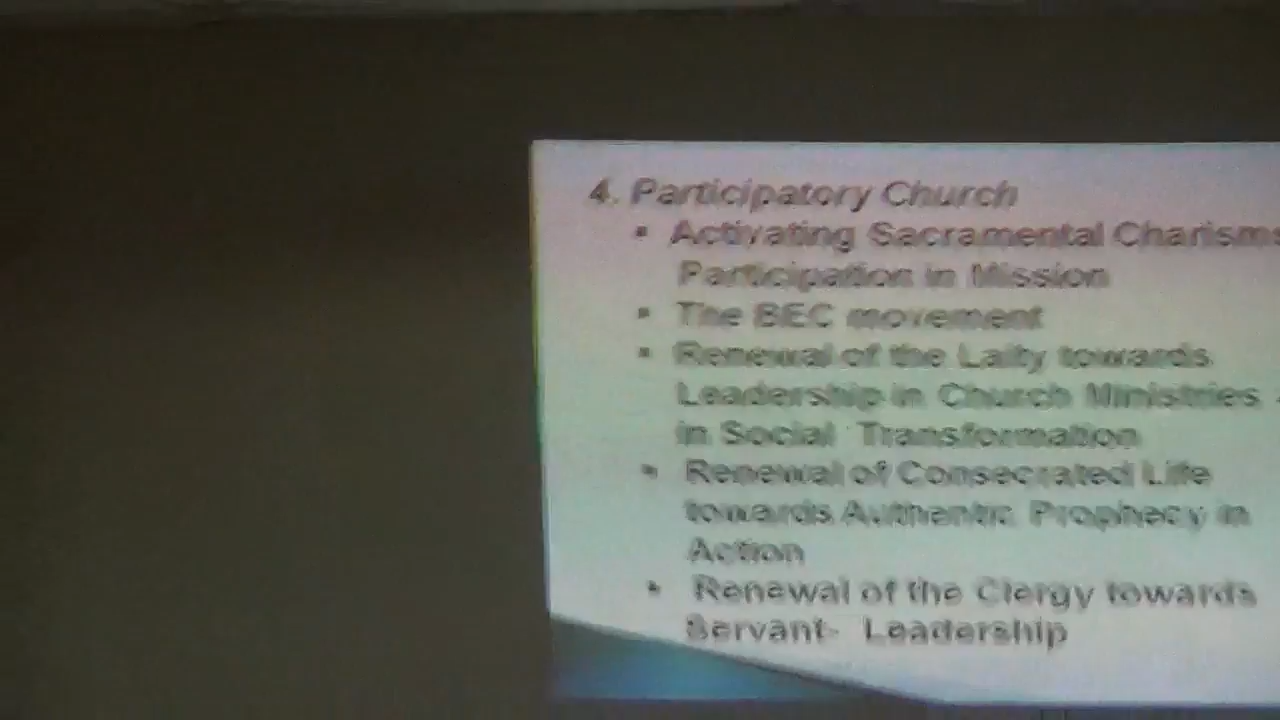 4. Participatory Church
• Activating Sacramental Charisms
Participation in Mission
• The BEC movement
• Renewal of the Laity towards
Leadership in Church Ministries
in Social Transformation
• Renewal of Consecrated Life
towards Authentic Prophecy in
Action
• Renewal of the Clergy towards
Servant- Leadership